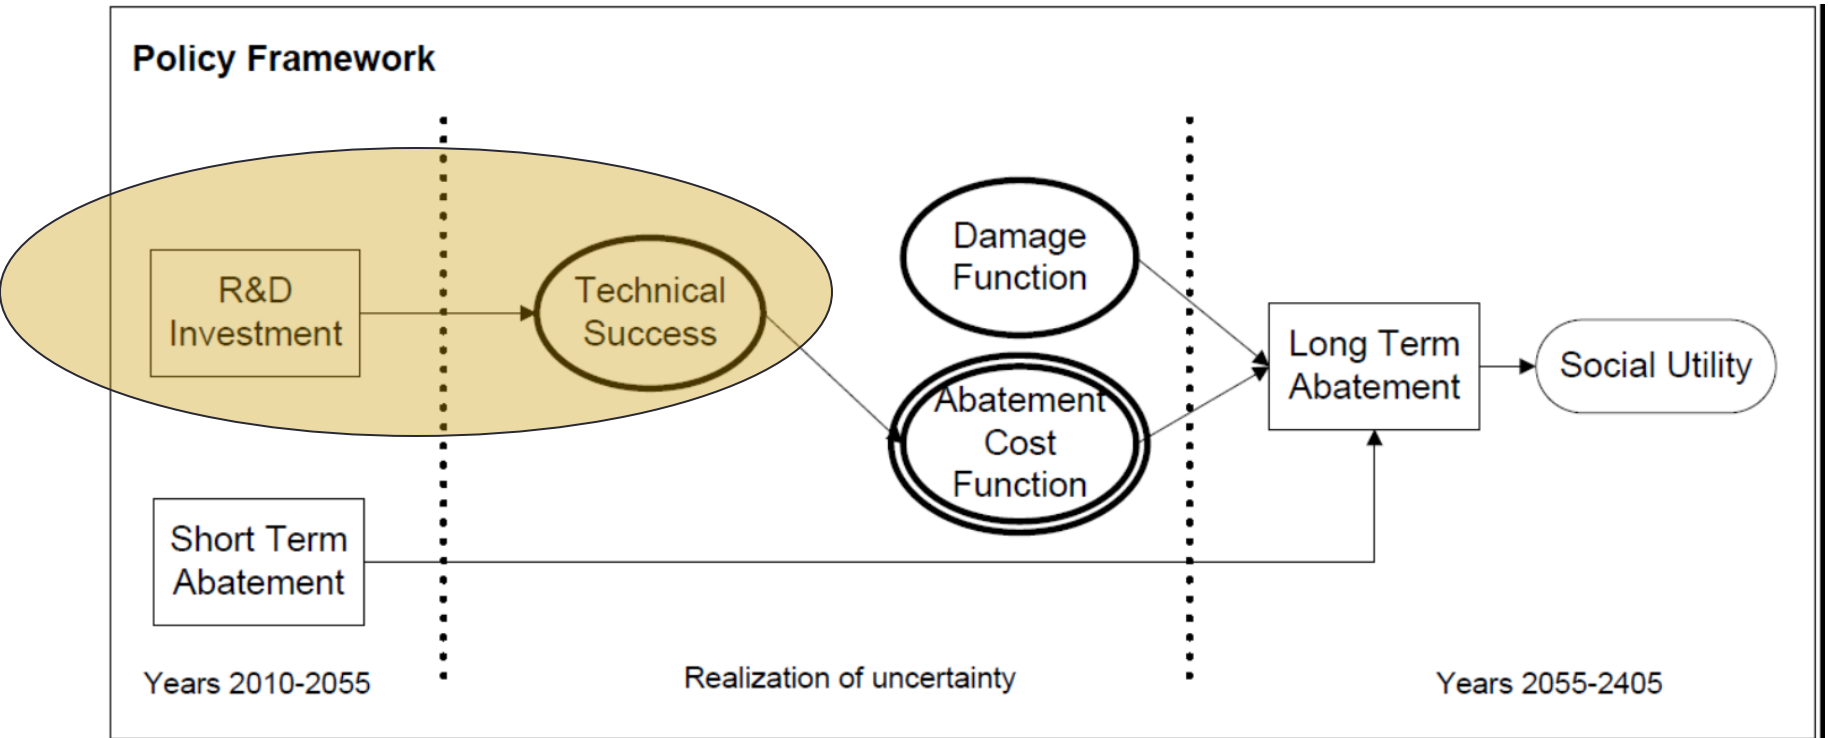 Policy Framework
R&D
Investment
Technical
Success
Damage
Function
Abatement
Cost
Function
Long Term
Abatement
Social Utility
Short Term
Abatement
Years 2010-2055
Realization of uncertainty
Years 2055-2405